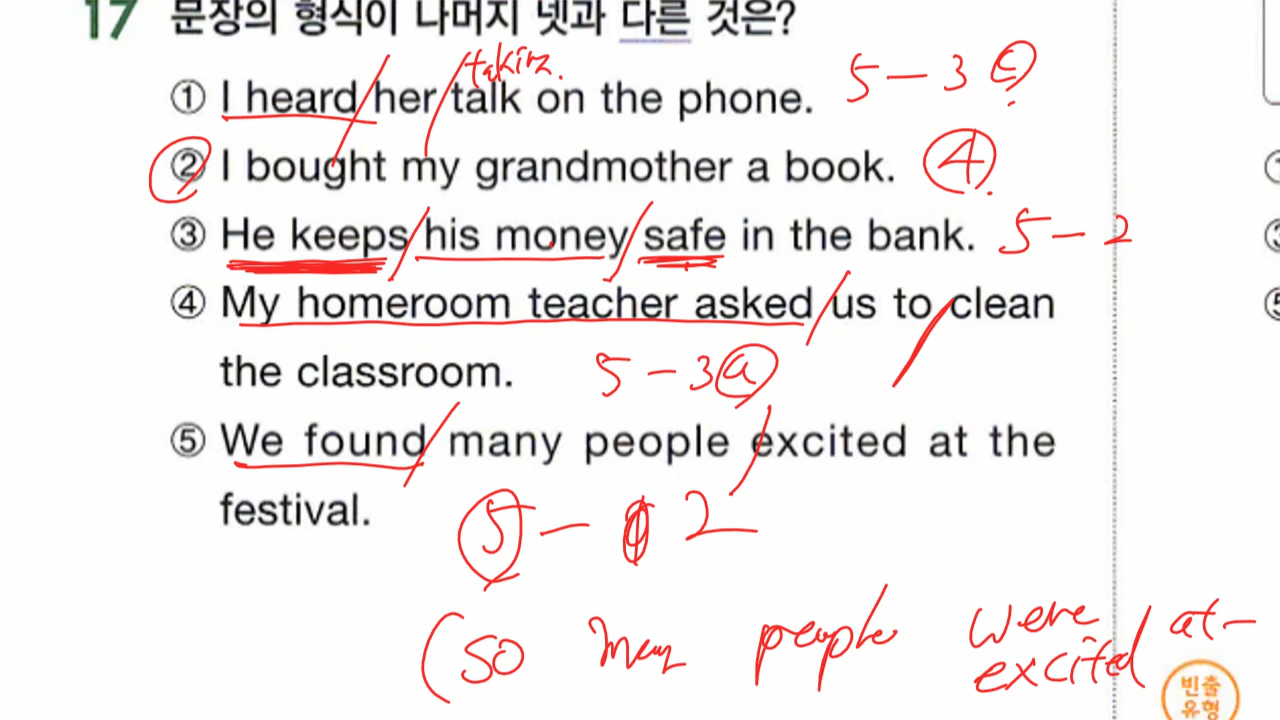 17 문장의 형식이 나머지 넷과 다른 것은?
takinz.
① I heard her talk on the phone. 5-3 ⓒ
② I bought my grandmother a book. ④
③ He keeps his money safe in the bank. 5-2
④ My homeroom teacher asked us to clean
the classroom. 5-3 ⓐ
⑤ We found many people excited at the
festival. 5- 2
(so many people were excited at-
빈출
유형